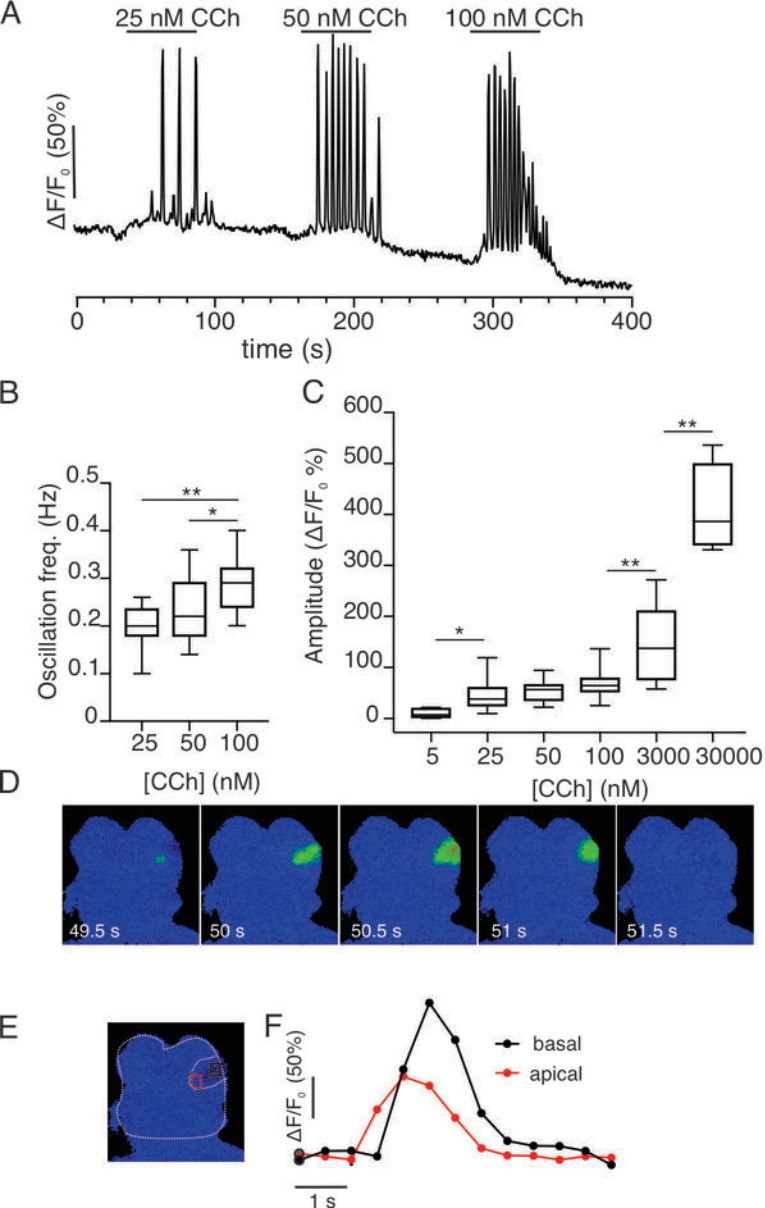 A
25 nM CCh 50 nM CCh 100 nM CCh
ΔF/F₀ (50%)
0 100 200 300 400
time (s)
B
Oscillation freq. (Hz)
0.5
0.4
0.3
0.2
0.1
0
**
*
25 50 100
[CCh] (nM)
C
Amplitude (ΔF/F₀ %)
600
500
400
300
200
100
0
*
**
**
5 25 50 100 3000 30000
[CCh] (nM)
D
49.5 s 50 s 50.5 s 51 s 51.5 s
E
F
ΔF/F₀ (50%)
basal
apical
1 s